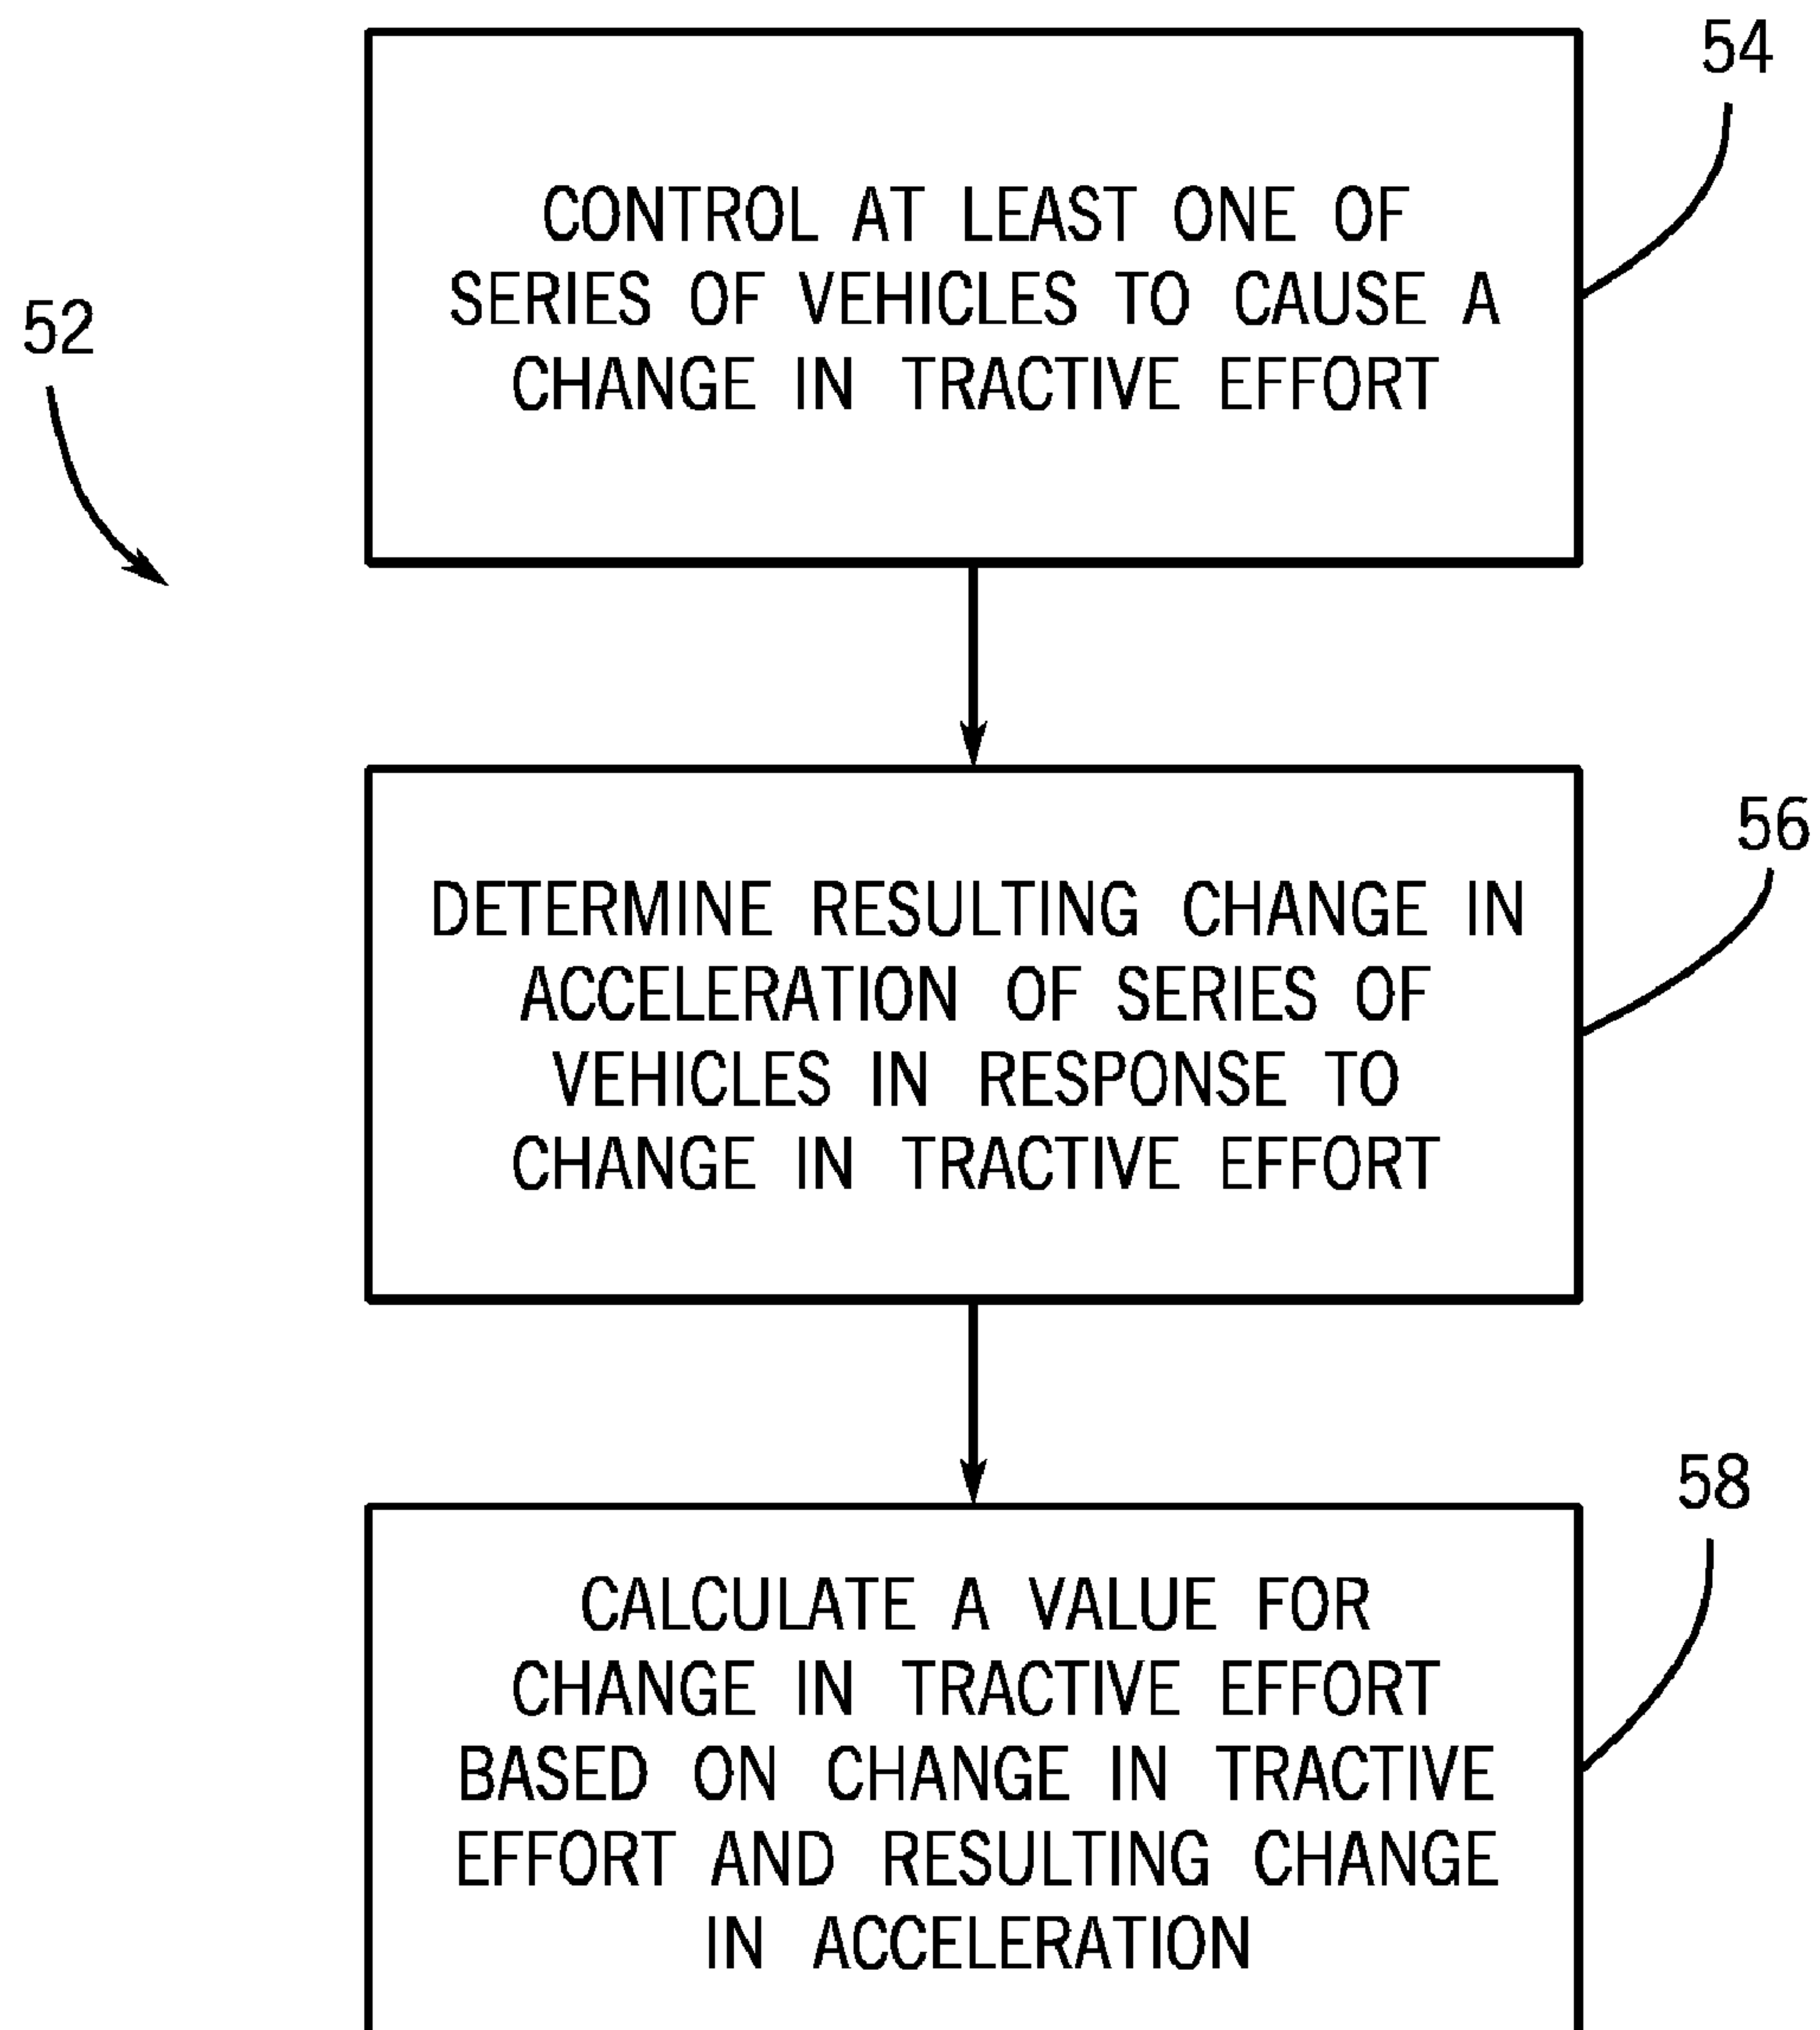 54
CONTROL AT LEAST ONE OF
SERIES OF VEHICLES TO CAUSE A
CHANGE IN TRACTIVE EFFORT
52
56
DETERMINE RESULTING CHANGE IN
ACCELERATION OF SERIES OF
VEHICLES IN RESPONSE TO
CHANGE IN TRACTIVE EFFORT
58
CALCULATE A VALUE FOR
CHANGE IN TRACTIVE EFFORT
BASED ON CHANGE IN TRACTIVE
EFFORT AND RESULTING CHANGE
IN ACCELERATION